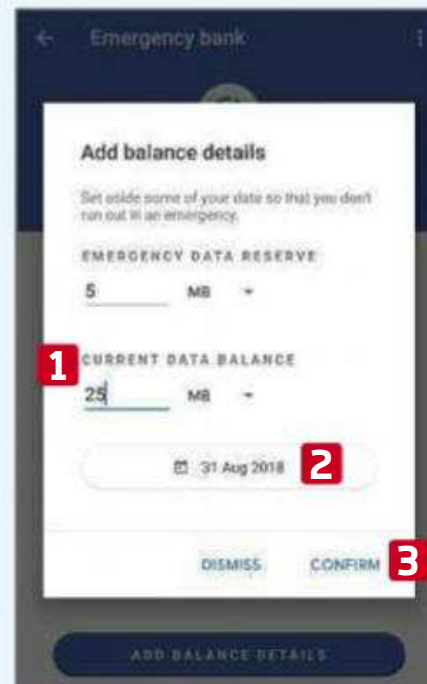 Emergency bank
Add balance details
Set aside some of your data so that you don't
run out in an emergency.
EMERGENCY DATA RESERVE
5 MB
1
CURRENT DATA BALANCE
25 MB
31 Aug 2018
2
DISMISS CONFIRM
3
ADD BALANCE DETAILS